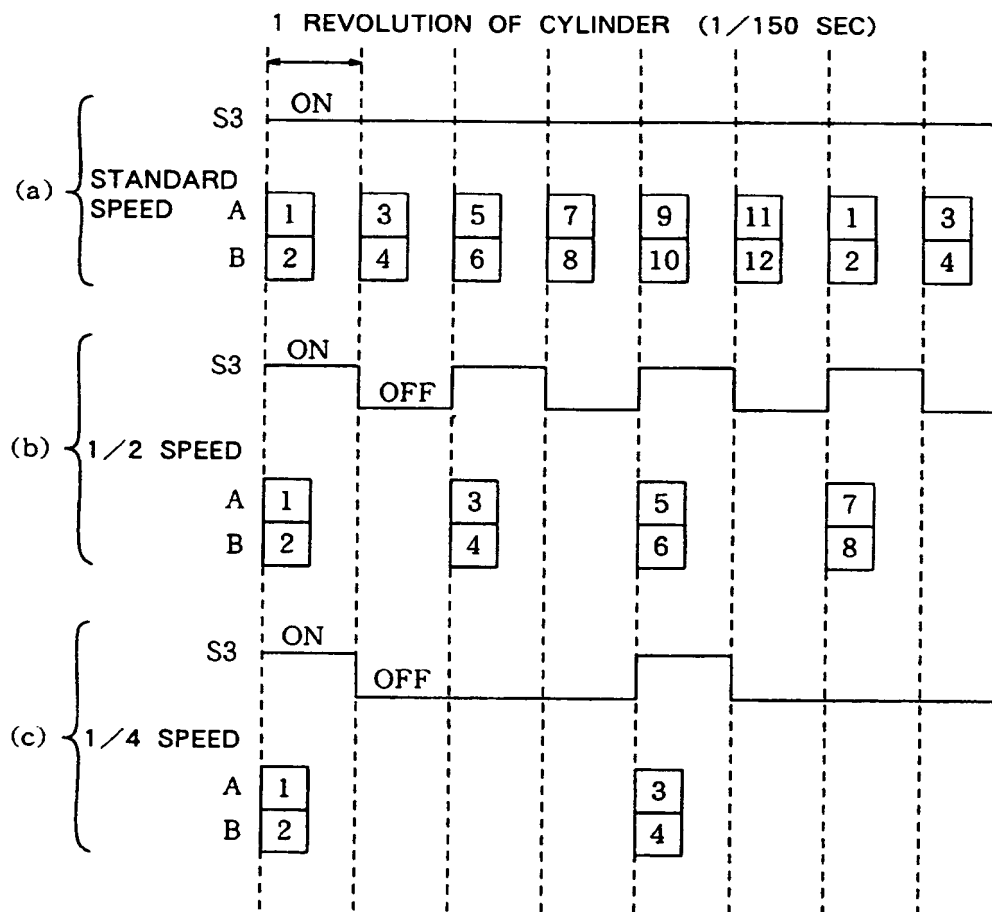 1 REVOLUTION OF CYLINDER (1/150 SEC)
S3 ON
(a) STANDARD SPEED
A 1 3 5 7 9 11 1 3
B 2 4 6 8 10 12 2 4
S3 ON OFF
(b) 1/2 SPEED
A 1 3 5 7
B 2 4 6 8
S3 ON OFF
(c) 1/4 SPEED
A 1 3
B 2 4